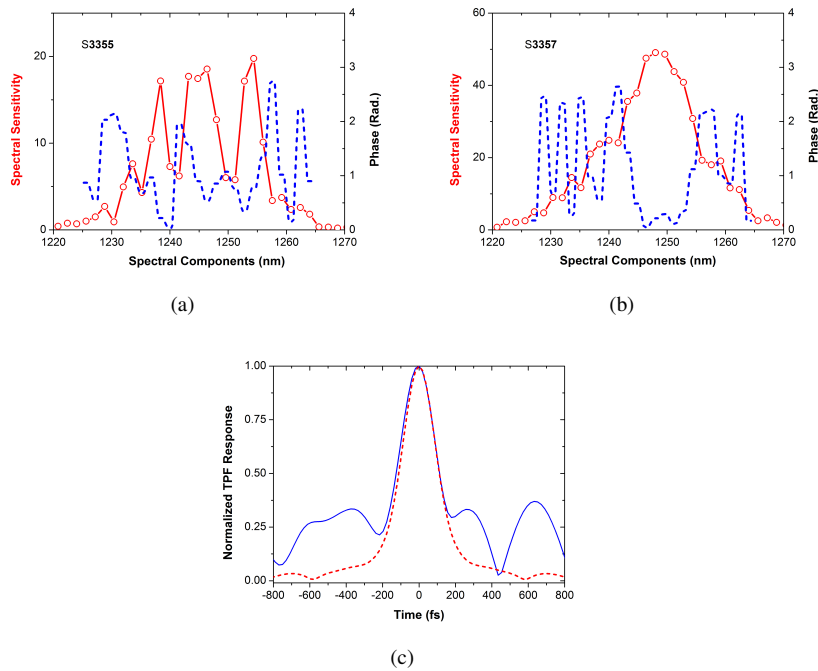 S3355
20
10
0
Spectral Sensitivity
4
3
2
1
0
Phase (Rad.)
1220 1230 1240 1250 1260 1270
Spectral Components (nm)
(a)
S3357
60
40
20
0
Spectral Sensitivity
4
3
2
1
0
Phase (Rad.)
1220 1230 1240 1250 1260 1270
Spectral Components (nm)
(b)
1.00
0.75
0.50
0.25
0.00
Normalized TPF Response
-800 -600 -400 -200 0 200 400 600 800
Time (fs)
(c)